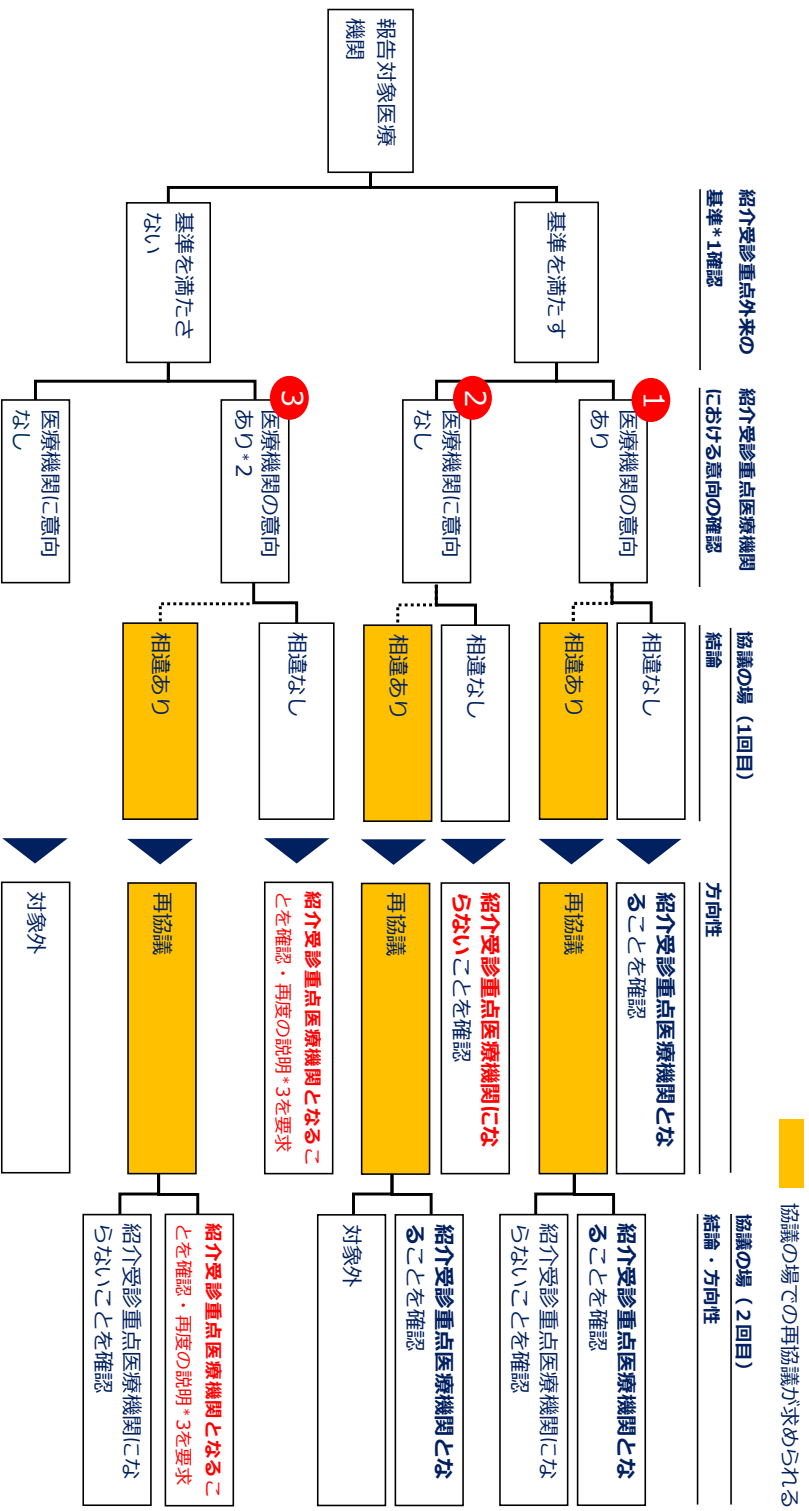 協議の場での再協議が求められる
紹介受診重点外来の
基準*1確認
紹介受診重点医療機関
における意向の確認
協議の場（1回目）
結論
方向性
協議の場（２回目）
結論・方向性
報告対象医療
機関
基準を満たす
1
医療機関の意向
あり
相違なし
紹介受診重点医療機関とな
ることを確認
相違あり
再協議
紹介受診重点医療機関とな
ることを確認
紹介受診重点医療機関にな
らないことを確認
2
医療機関に意向
なし
相違なし
紹介受診重点医療機関にな
らないことを確認
相違あり
再協議
紹介受診重点医療機関とな
ることを確認
対象外
基準を満たさ
ない
3
医療機関の意向
あり*2
相違なし
紹介受診重点医療機関となるこ
とを確認・再度の説明*3を要求
相違あり
再協議
紹介受診重点医療機関となるこ
とを確認・再度の説明*3を要求
紹介受診重点医療機関にな
らないことを確認
医療機関に意向
なし
対象外